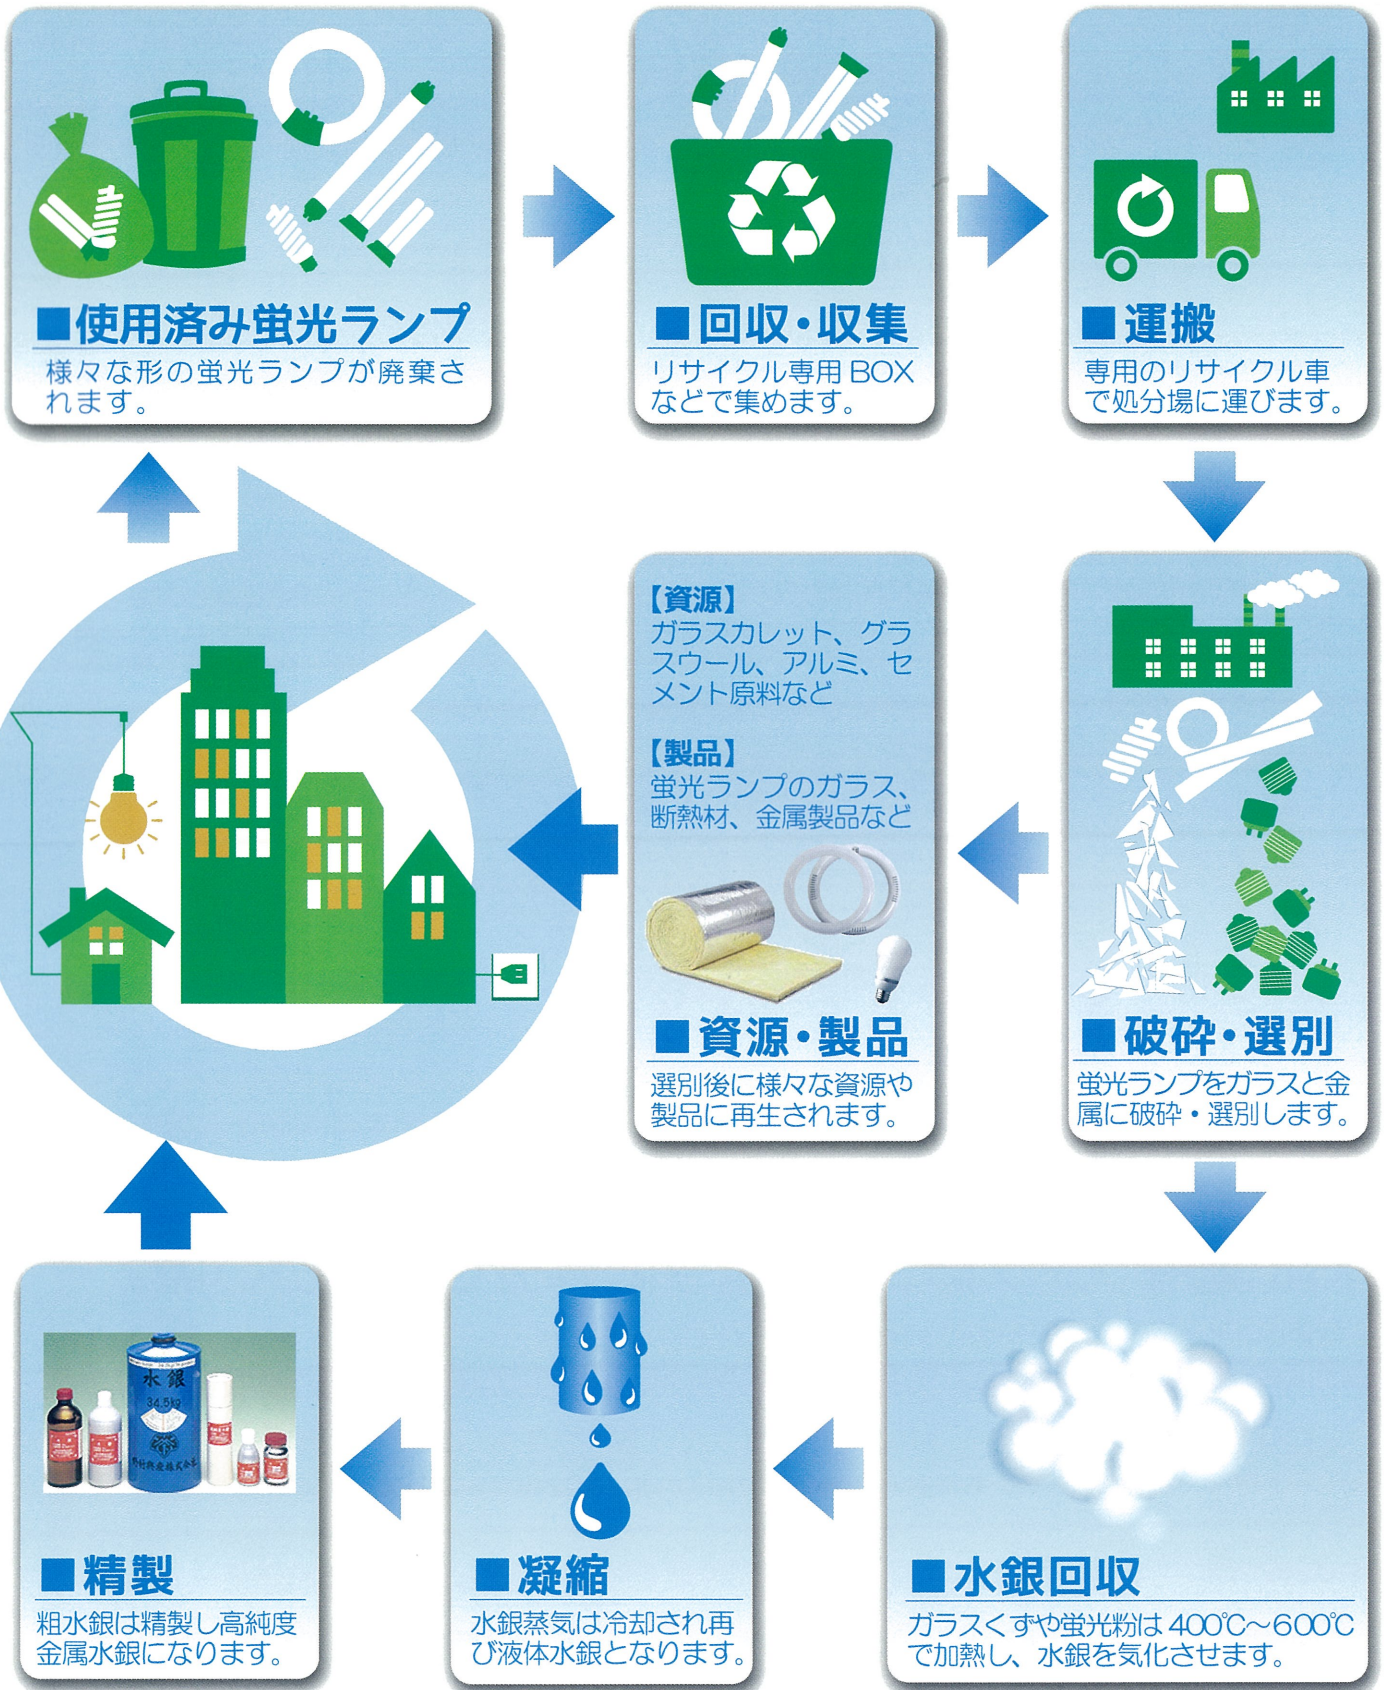 ■使用済み蛍光ランプ
様々な形の蛍光ランプが廃棄さ
れます。
■回収・収集
リサイクル専用 BOX
などで集めます。
■運搬
専用のリサイクル車
で処分場に運びます。
【資源】
ガラスカレット、グラ
スウール、アルミ、セ
メント原料など
【製品】
蛍光ランプのガラス、
断熱材、金属製品など
■資源・製品
選別後に様々な資源や
製品に再生されます。
■破砕・選別
蛍光ランプをガラスと金
属に破砕・選別します。
■精製
粗水銀は精製し高純度
金属水銀になります。
水銀
34.5kg
野村興産株式会社
■凝縮
水銀蒸気は冷却され再
び液体水銀となります。
■水銀回収
ガラスくずや蛍光粉は 400℃〜600℃
で加熱し、水銀を気化させます。